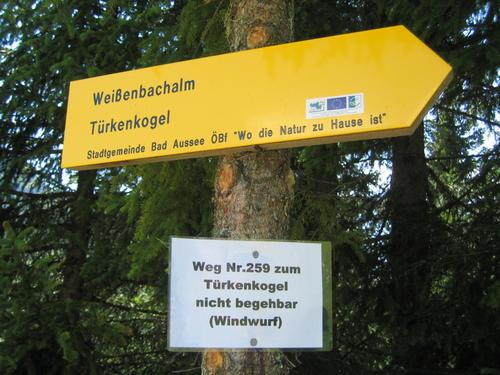 Weißenbachalm
Türkenkogel
Stadtgemeinde Bad Aussee ÖBf "Wo die Natur zu Hause ist"
Weg Nr.259 zum
Türkenkogel
nicht begehbar
(Windwurf)